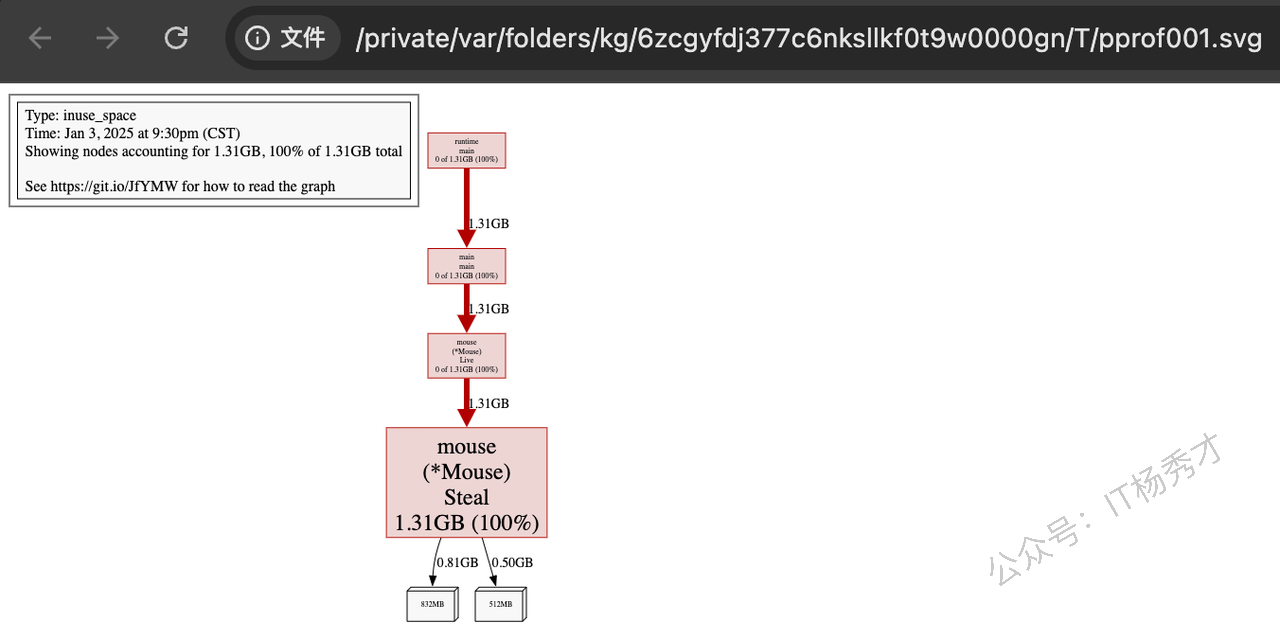 文件
/private/var/folders/kg/6zcgyfdj377c6nksllkf0t9w0000gn/T/pprof001.svg
Type: inuse_space
Time: Jan 3, 2025 at 9:30pm (CST)
Showing nodes accounting for 1.31GB, 100% of 1.31GB total
See https://git.io/JfYMW for how to read the graph
runtime
main
0 of 1.31GB (100%)
1.31GB
main
main
0 of 1.31GB (100%)
1.31GB
mouse
(*Mouse)
Live
0 of 1.31GB (100%)
1.31GB
mouse
(*Mouse)
Steal
1.31GB (100%)
0.81GB
0.50GB
832MB
512MB
公众号：IT杨秀才